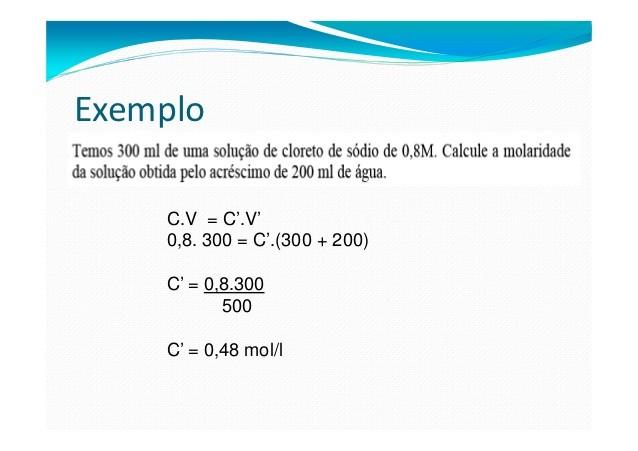 Exemplo
Temos 300 ml de uma solução de cloreto de sódio de 0,8M. Calcule a molaridade
da solução obtida pelo acréscimo de 200 ml de água.
C.V = C’.V’
0,8. 300 = C’.(300 + 200)
C’ = 0,8.300
500
C’ = 0,48 mol/l